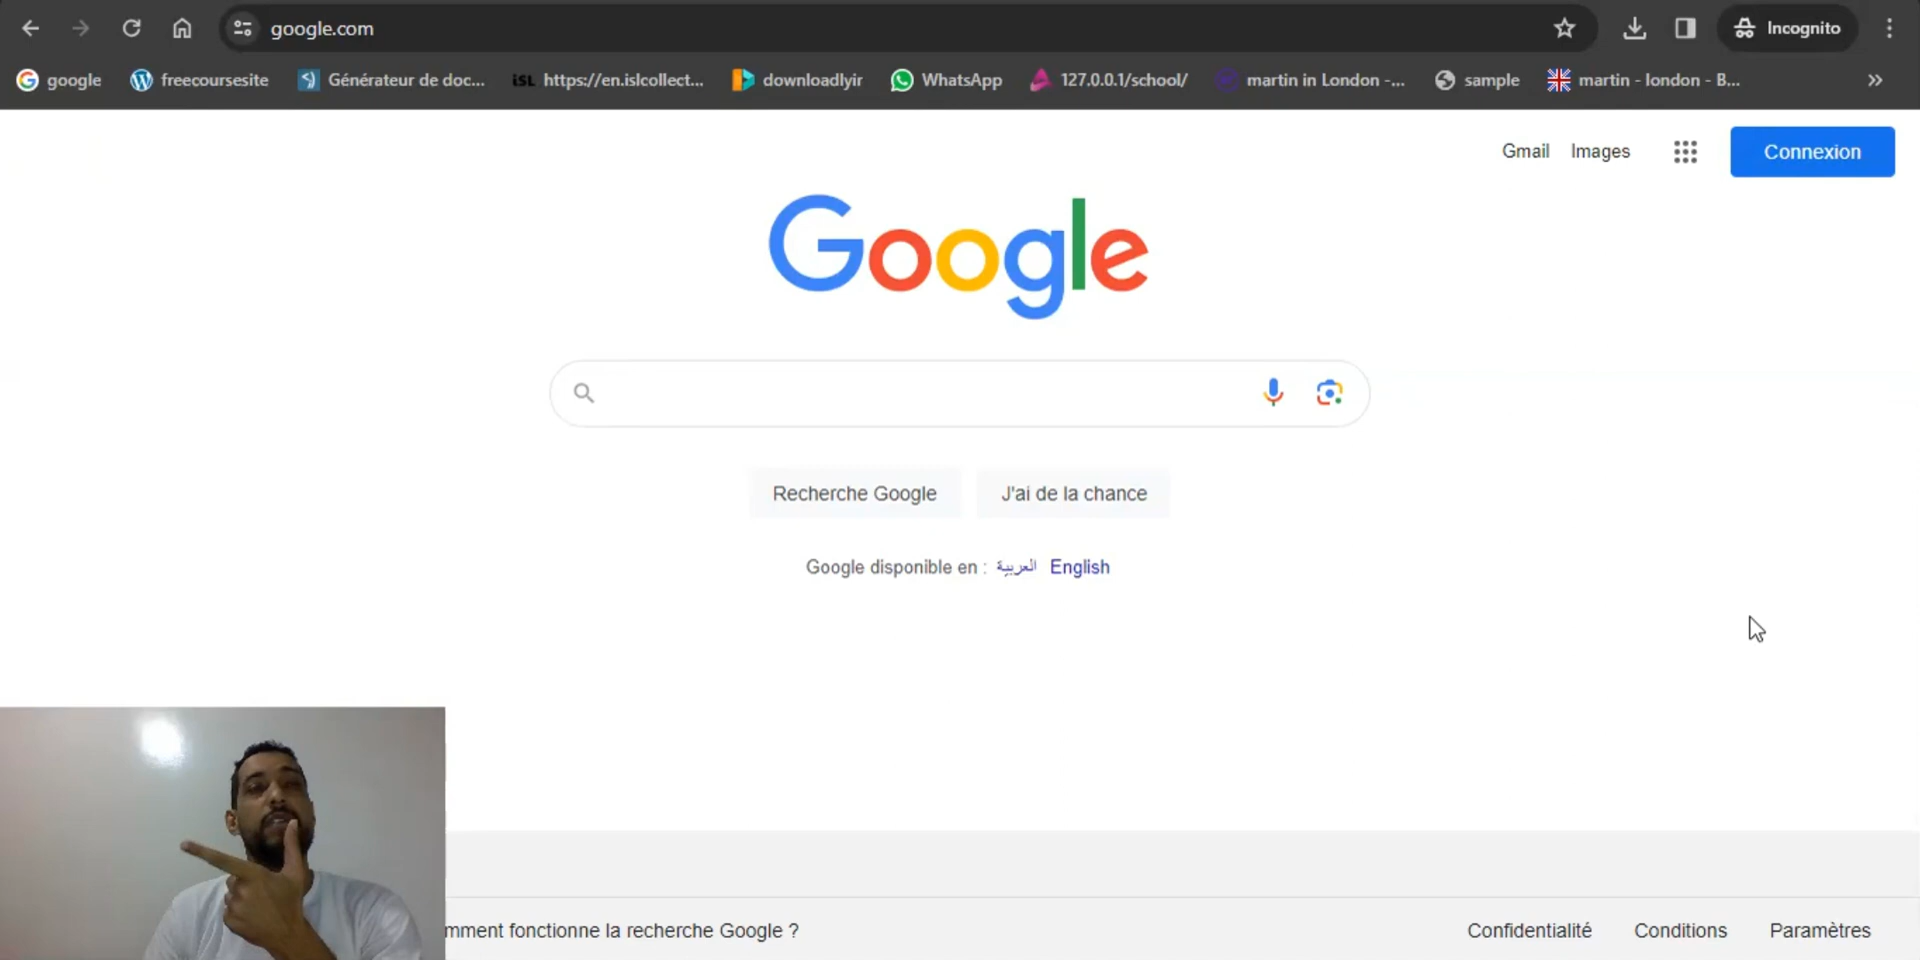 google.com
Incognito
google
freecoursesite
Générateur de doc...
iSL https://en.islcollect...
downloadlyir
WhatsApp
127.0.0.1/school/
martin in London -...
sample
martin - london - B...
Gmail
Images
Connexion
Google
Recherche Google
J'ai de la chance
Google disponible en : العربية English
mment fonctionne la recherche Google ?
Confidentialité
Conditions
Paramètres